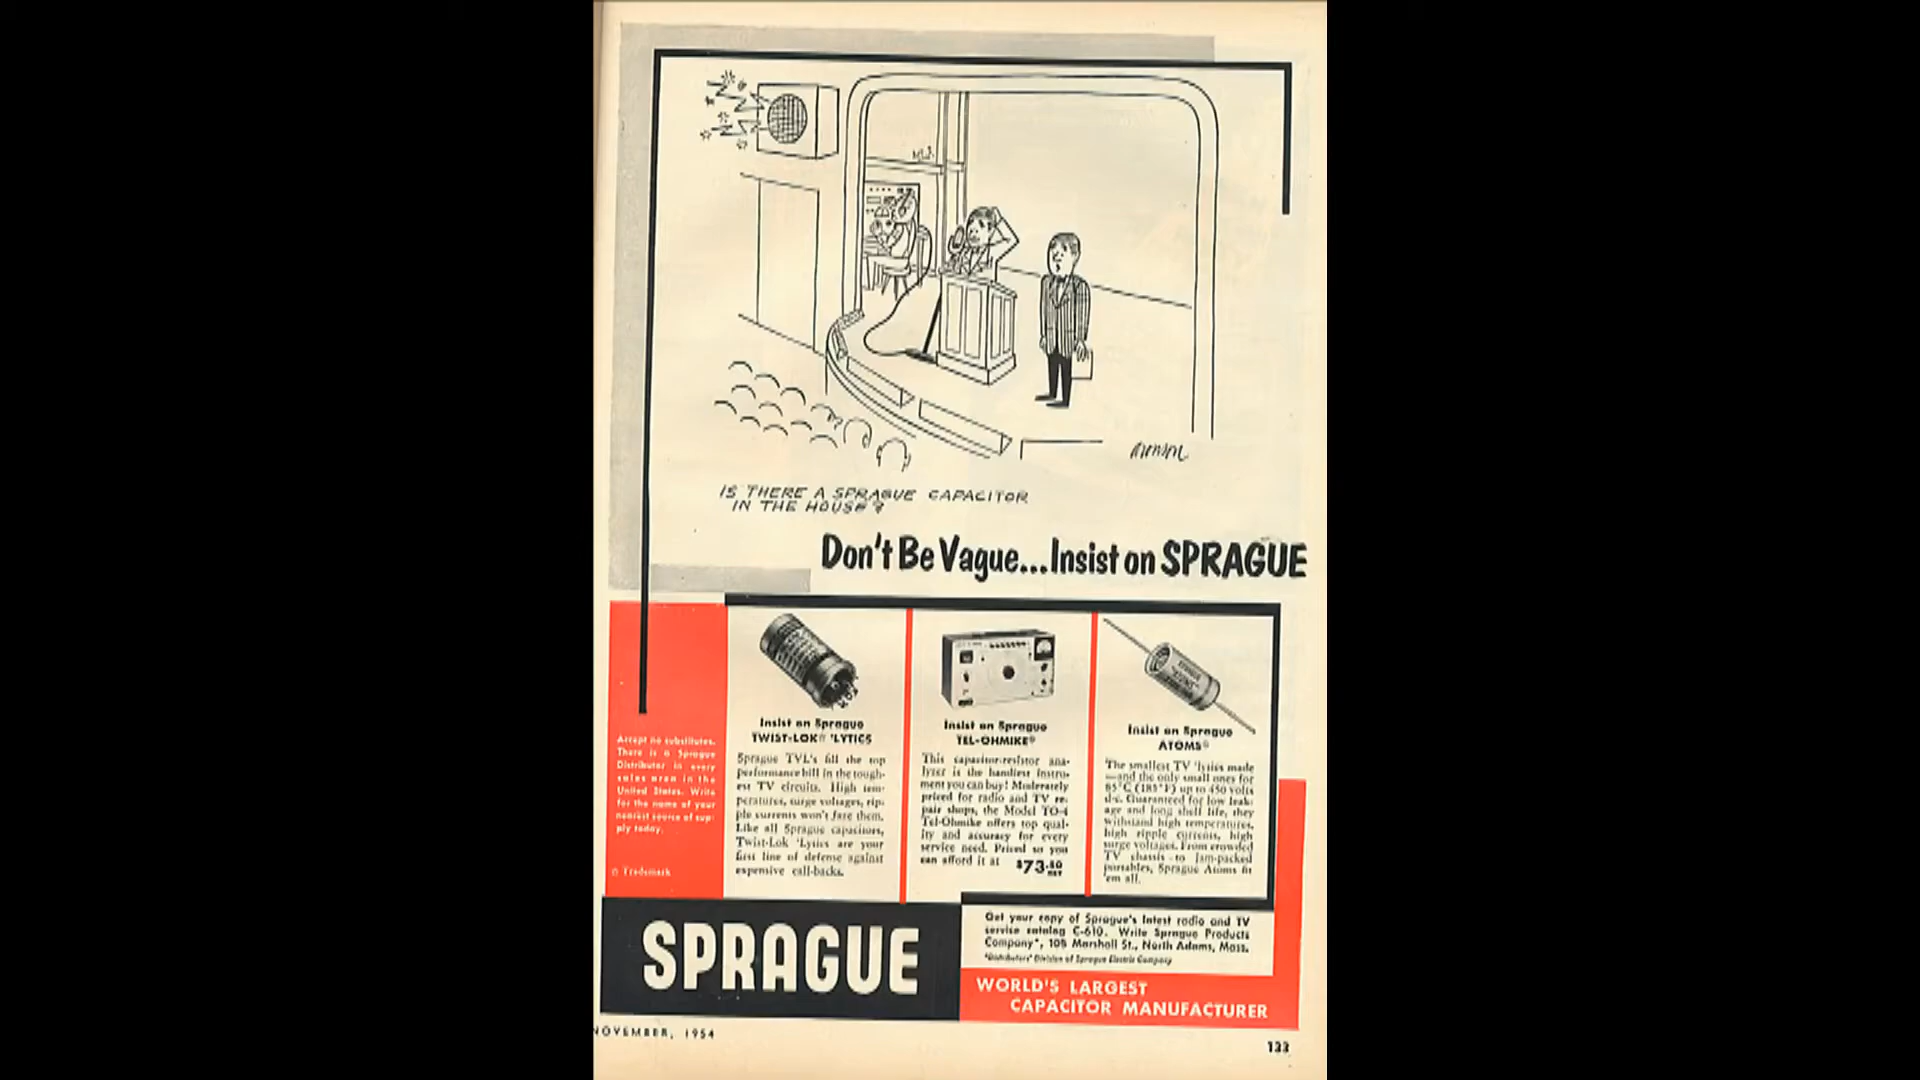 IS THERE A SPRAGUE CAPACITOR
IN THE HOUSE?
Don't Be Vague...Insist on SPRAGUE
Accept no substitutes.
There is a Sprague
Distributor in every
sales area in the
United States. Write
for the name of your
nearest source of sup-
ply today.
® Trademark
Insist on Sprague
TWIST-LOK® 'LYTICS
Sprague TVL's fill the top
performance bill in the tough-
est TV circuits. High tem-
peratures, surge voltages, rip-
ple currents won't faze them.
Like all Sprague capacitors,
Twist-Lok 'Lytics are your
first line of defense against
expensive call-backs.
Insist on Sprague
TEL-OHMIKE®
This capacitor-resistor ana-
lyzer is the handiest instru-
ment you can buy! Moderately
priced for radio and TV re-
pair shops, the Model TO-4
Tel-Ohmike offers top qual-
ity and accuracy for every
service need. Priced so you
can afford it at $73.50
NET
Insist on Sprague
ATOMS®
The smallest TV 'lytics made
—and the only small ones for
85°C (185°F) up to 450 volts
d-c. Guaranteed for low leak-
age and long shelf life, they
withstand high temperatures,
high ripple currents, high
surge voltages. From crowded
TV chassis to jam-packed
portables, Sprague Atoms fit
'em all.
SPRAGUE
Get your copy of Sprague's latest radio and TV
service catalog C-610. Write Sprague Products
Company*, 105 Marshall St., North Adams, Mass.
*Distributors' Division of Sprague Electric Company
WORLD'S LARGEST
CAPACITOR MANUFACTURER
NOVEMBER, 1954
133